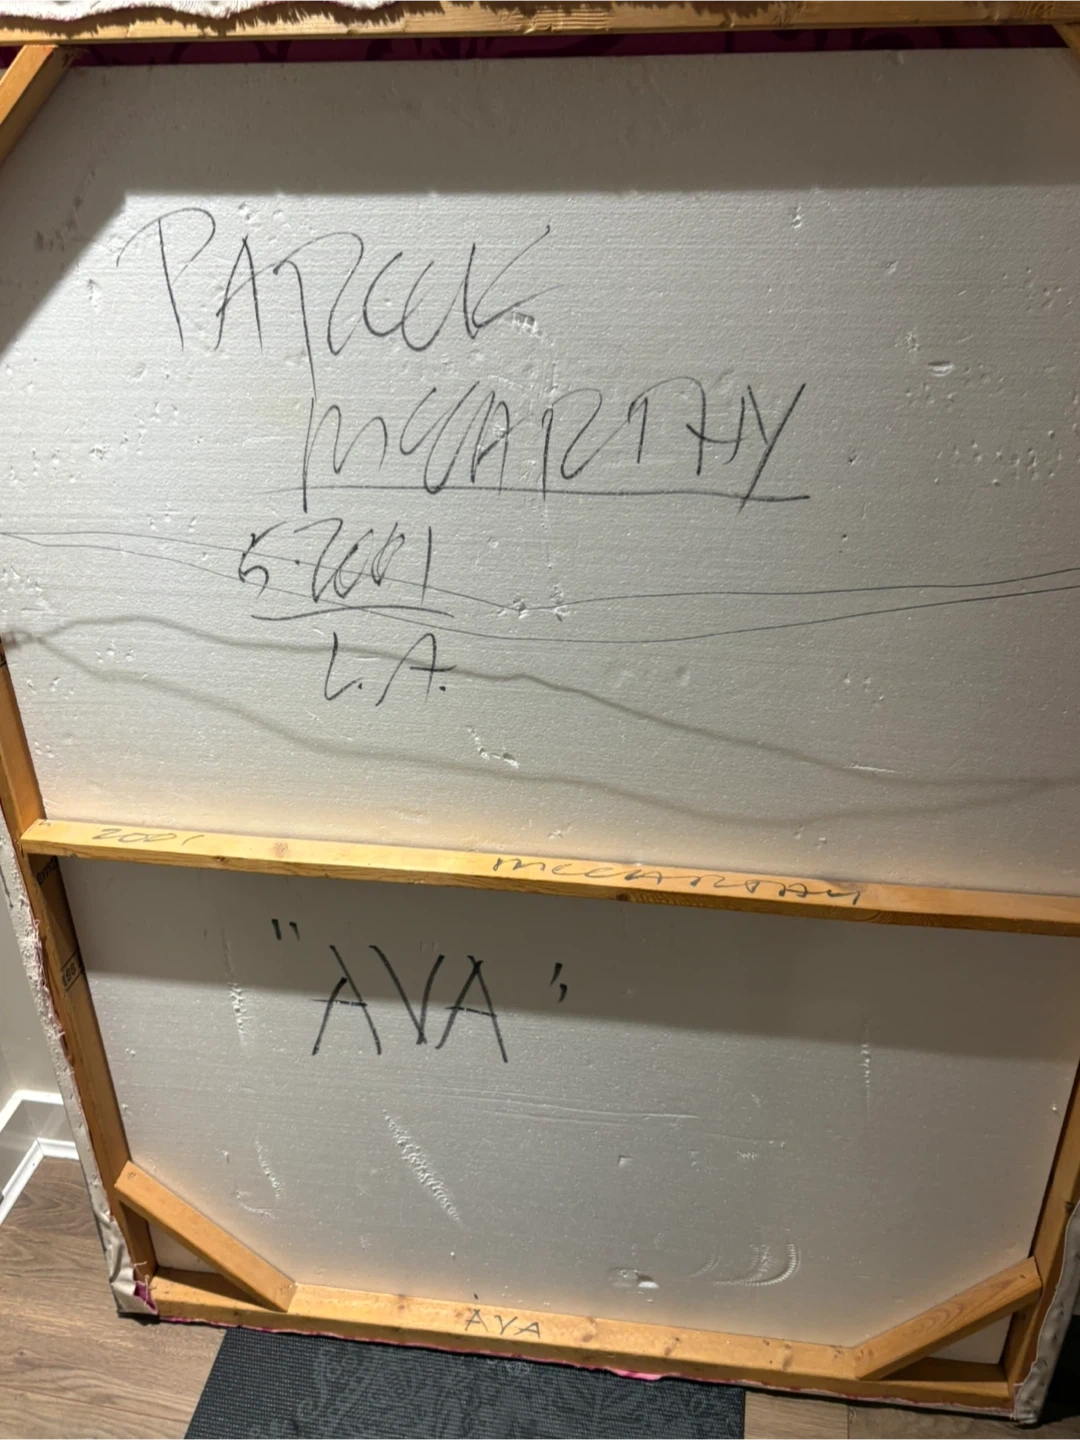 PATRICK
MCCARTHY
5-2001
L.A.
2001 MCCARTHY
"AVA"
AVA